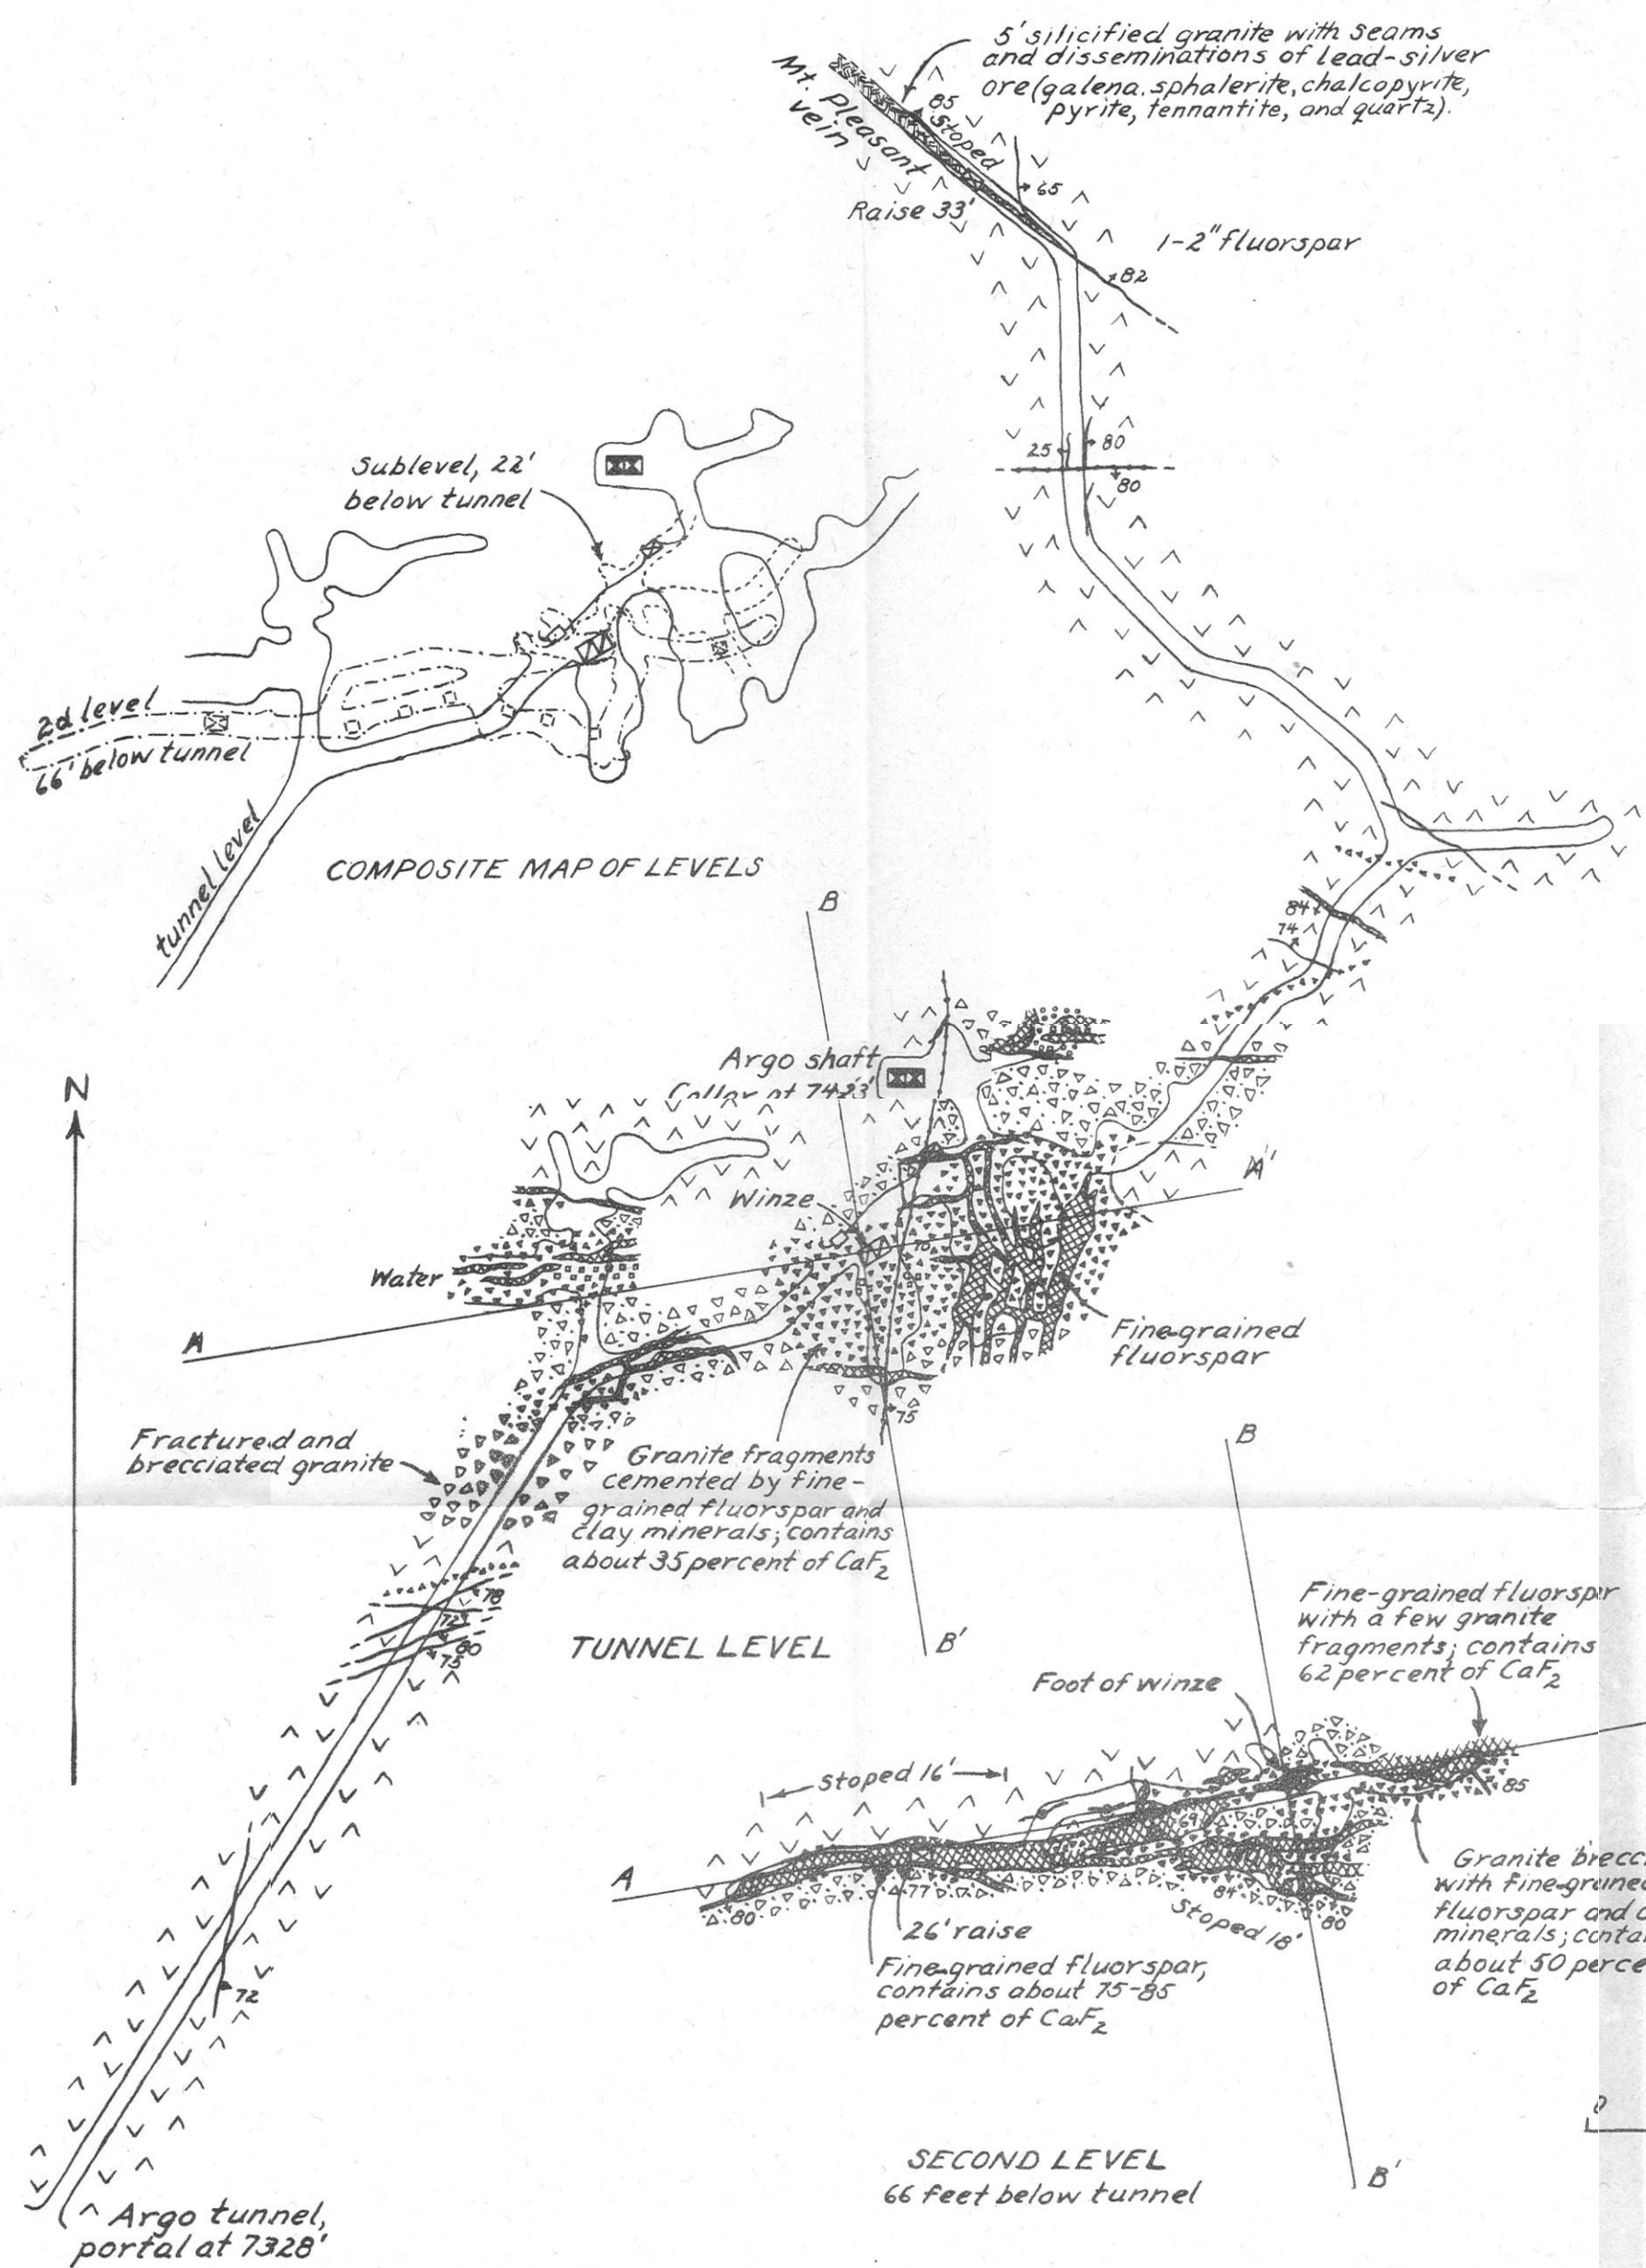 5' silicified granite with seams
and disseminations of lead-silver
ore (galena, sphalerite, chalcopyrite,
pyrite, tennantite, and quartz).
Mt. Pleasant
vein
85
Stoped
65
Raise 33'
1-2" fluorspar
82
25
80
80
Sublevel, 22'
below tunnel
2d level
66' below tunnel
tunnel level
COMPOSITE MAP OF LEVELS
B
84
74
N
Argo shaft
Collar at 7423'
Winze
A'
Water
A
Fine-grained
fluorspar
75
Fractured and
brecciated granite
Granite fragments
cemented by fine-
grained fluorspar and
clay minerals; contains
about 35 percent of CaF2
78
72
80
75
TUNNEL LEVEL
B'
B
Fine-grained fluorspar
with a few granite
fragments; contains
62 percent of CaF2
Foot of winze
Stoped 16'
85
69
A
80
77
84
80
Stoped 18'
26' raise
Fine-grained fluorspar,
contains about 75-85
percent of CaF2
Granite brecc
with fine-graine
fluorspar and c
minerals; conta
about 50 perce
of CaF2
72
SECOND LEVEL
66 feet below tunnel
B'
0
Argo tunnel,
portal at 7328'